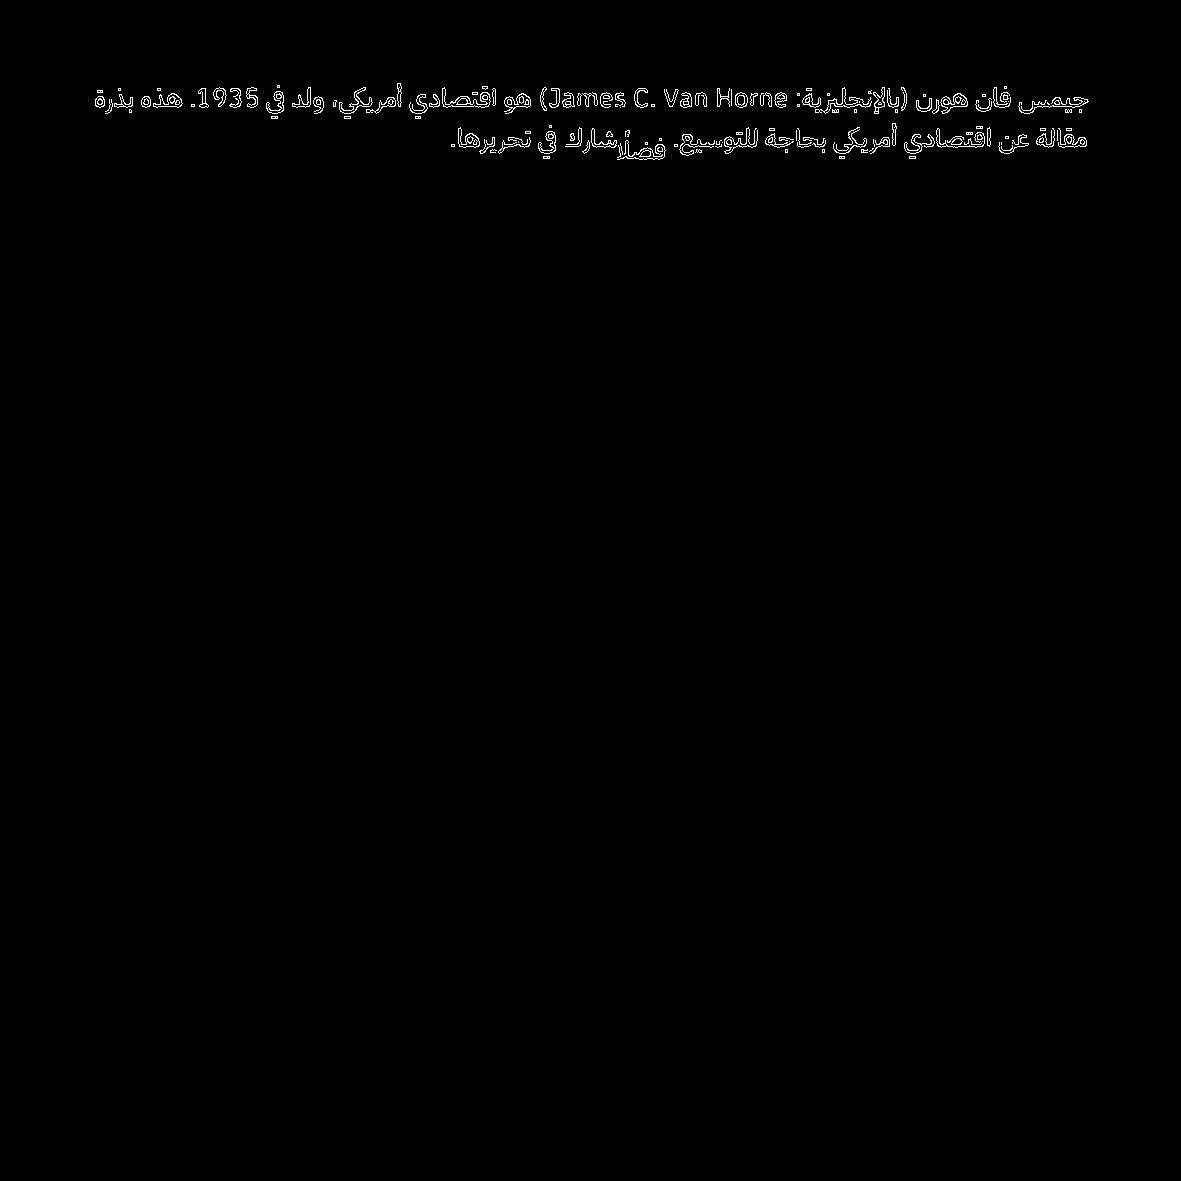 جيمس فان هورن (بالإنجليزية: James C. Van Horne) هو اقتصادي أمريكي، ولد في 1935. هذه بذرة
مقالة عن اقتصادي أمريكي بحاجة للتوسيع. فضلًا شارك في تحريرها.